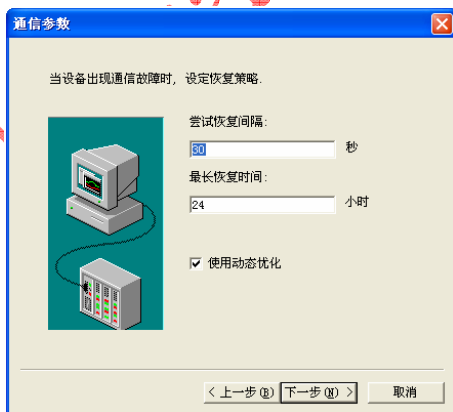 通信参数
当设备出现通信故障时, 设定恢复策略.
尝试恢复间隔:
30
秒
最长恢复时间:
24
小时
使用动态优化
< 上一步(B)
下一步(N) >
取消